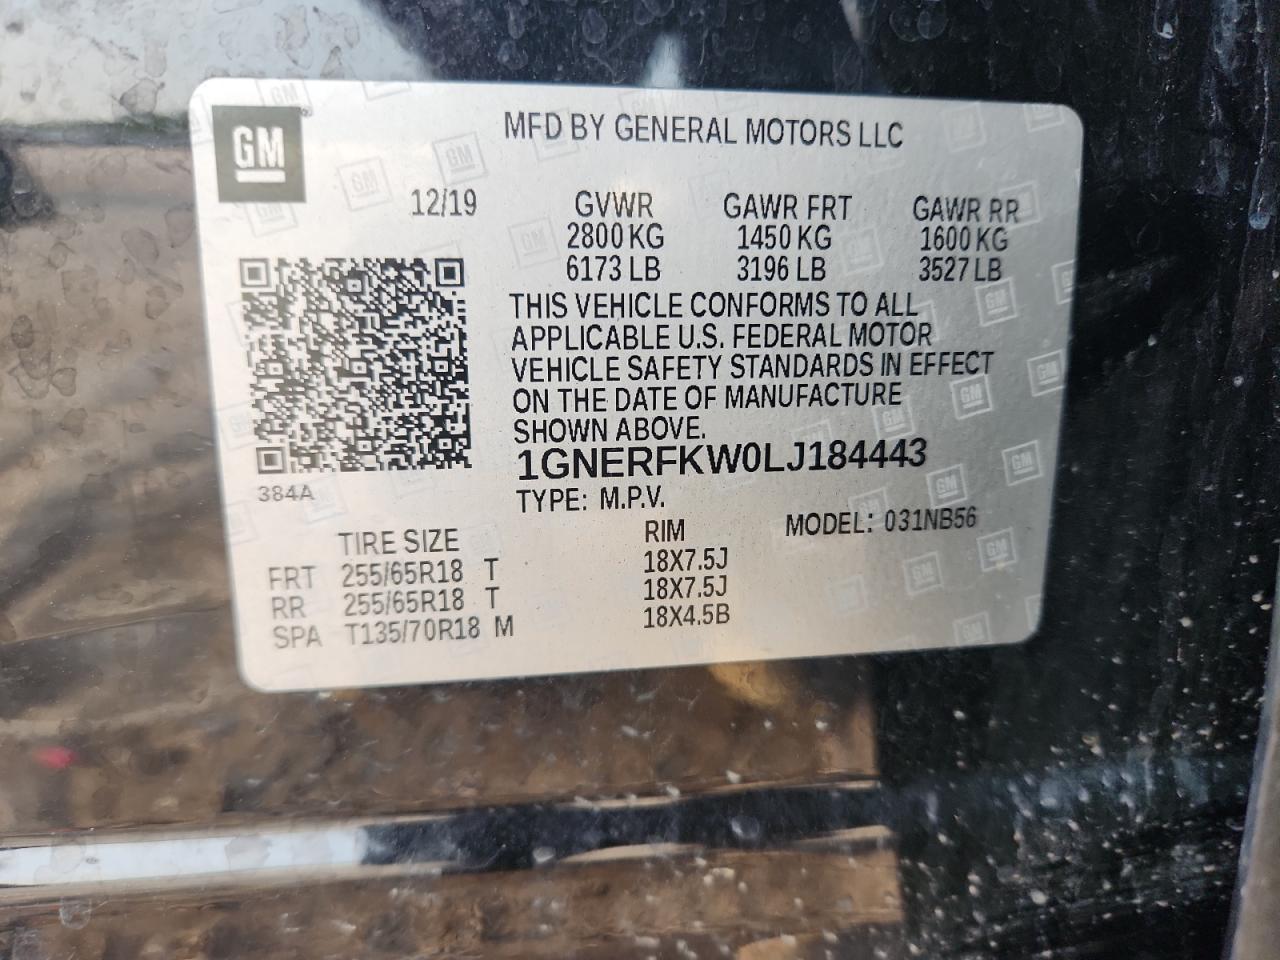 GM
MFD BY GENERAL MOTORS LLC
12/19 GVWR GAWR FRT GAWR RR
2800 KG 1450 KG 1600 KG
6173 LB 3196 LB 3527 LB
THIS VEHICLE CONFORMS TO ALL
APPLICABLE U.S. FEDERAL MOTOR
VEHICLE SAFETY STANDARDS IN EFFECT
ON THE DATE OF MANUFACTURE
SHOWN ABOVE.
1GNERFKW0LJ184443
384A
TYPE: M.P.V.
MODEL: 031NB56
TIRE SIZE RIM
FRT 255/65R18 T 18X7.5J
RR 255/65R18 T 18X7.5J
SPA T135/70R18 M 18X4.5B